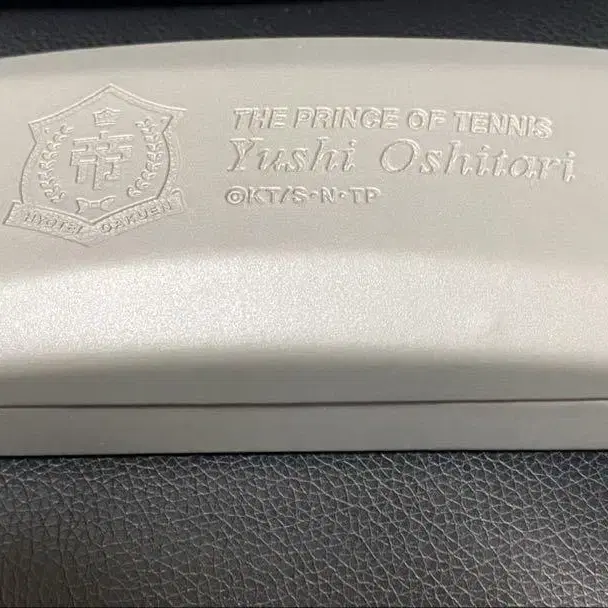 THE PRINCE OF TENNIS
Yushi Oshitari
©KT/S・N・TP
HYOTEI GAKUEN